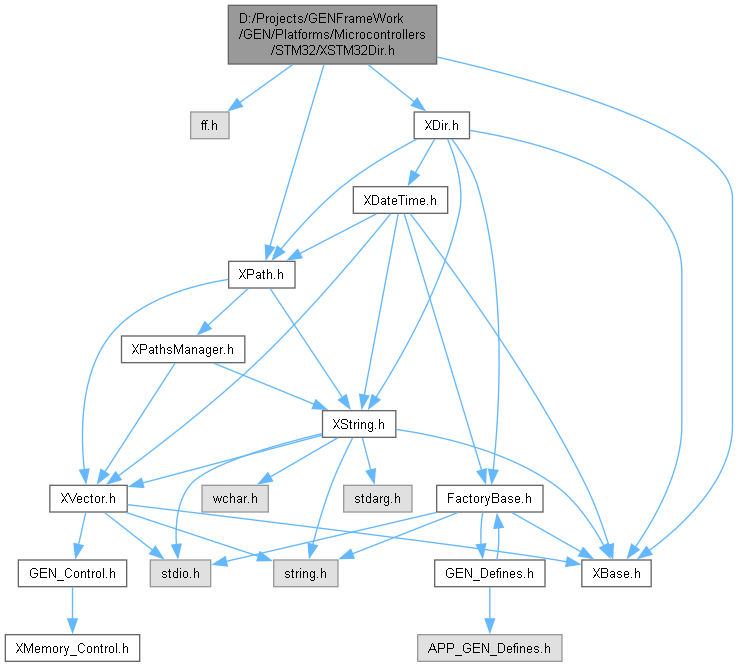 D:/Projects/GENFrameWork
/GEN/Platforms/Microcontrollers
/STM32/XSTM32Dir.h
ff.h
XDir.h
XDateTime.h
XPath.h
XPathsManager.h
XString.h
XVector.h
wchar.h
stdarg.h
FactoryBase.h
GEN_Control.h
stdio.h
string.h
GEN_Defines.h
XBase.h
XMemory_Control.h
APP_GEN_Defines.h